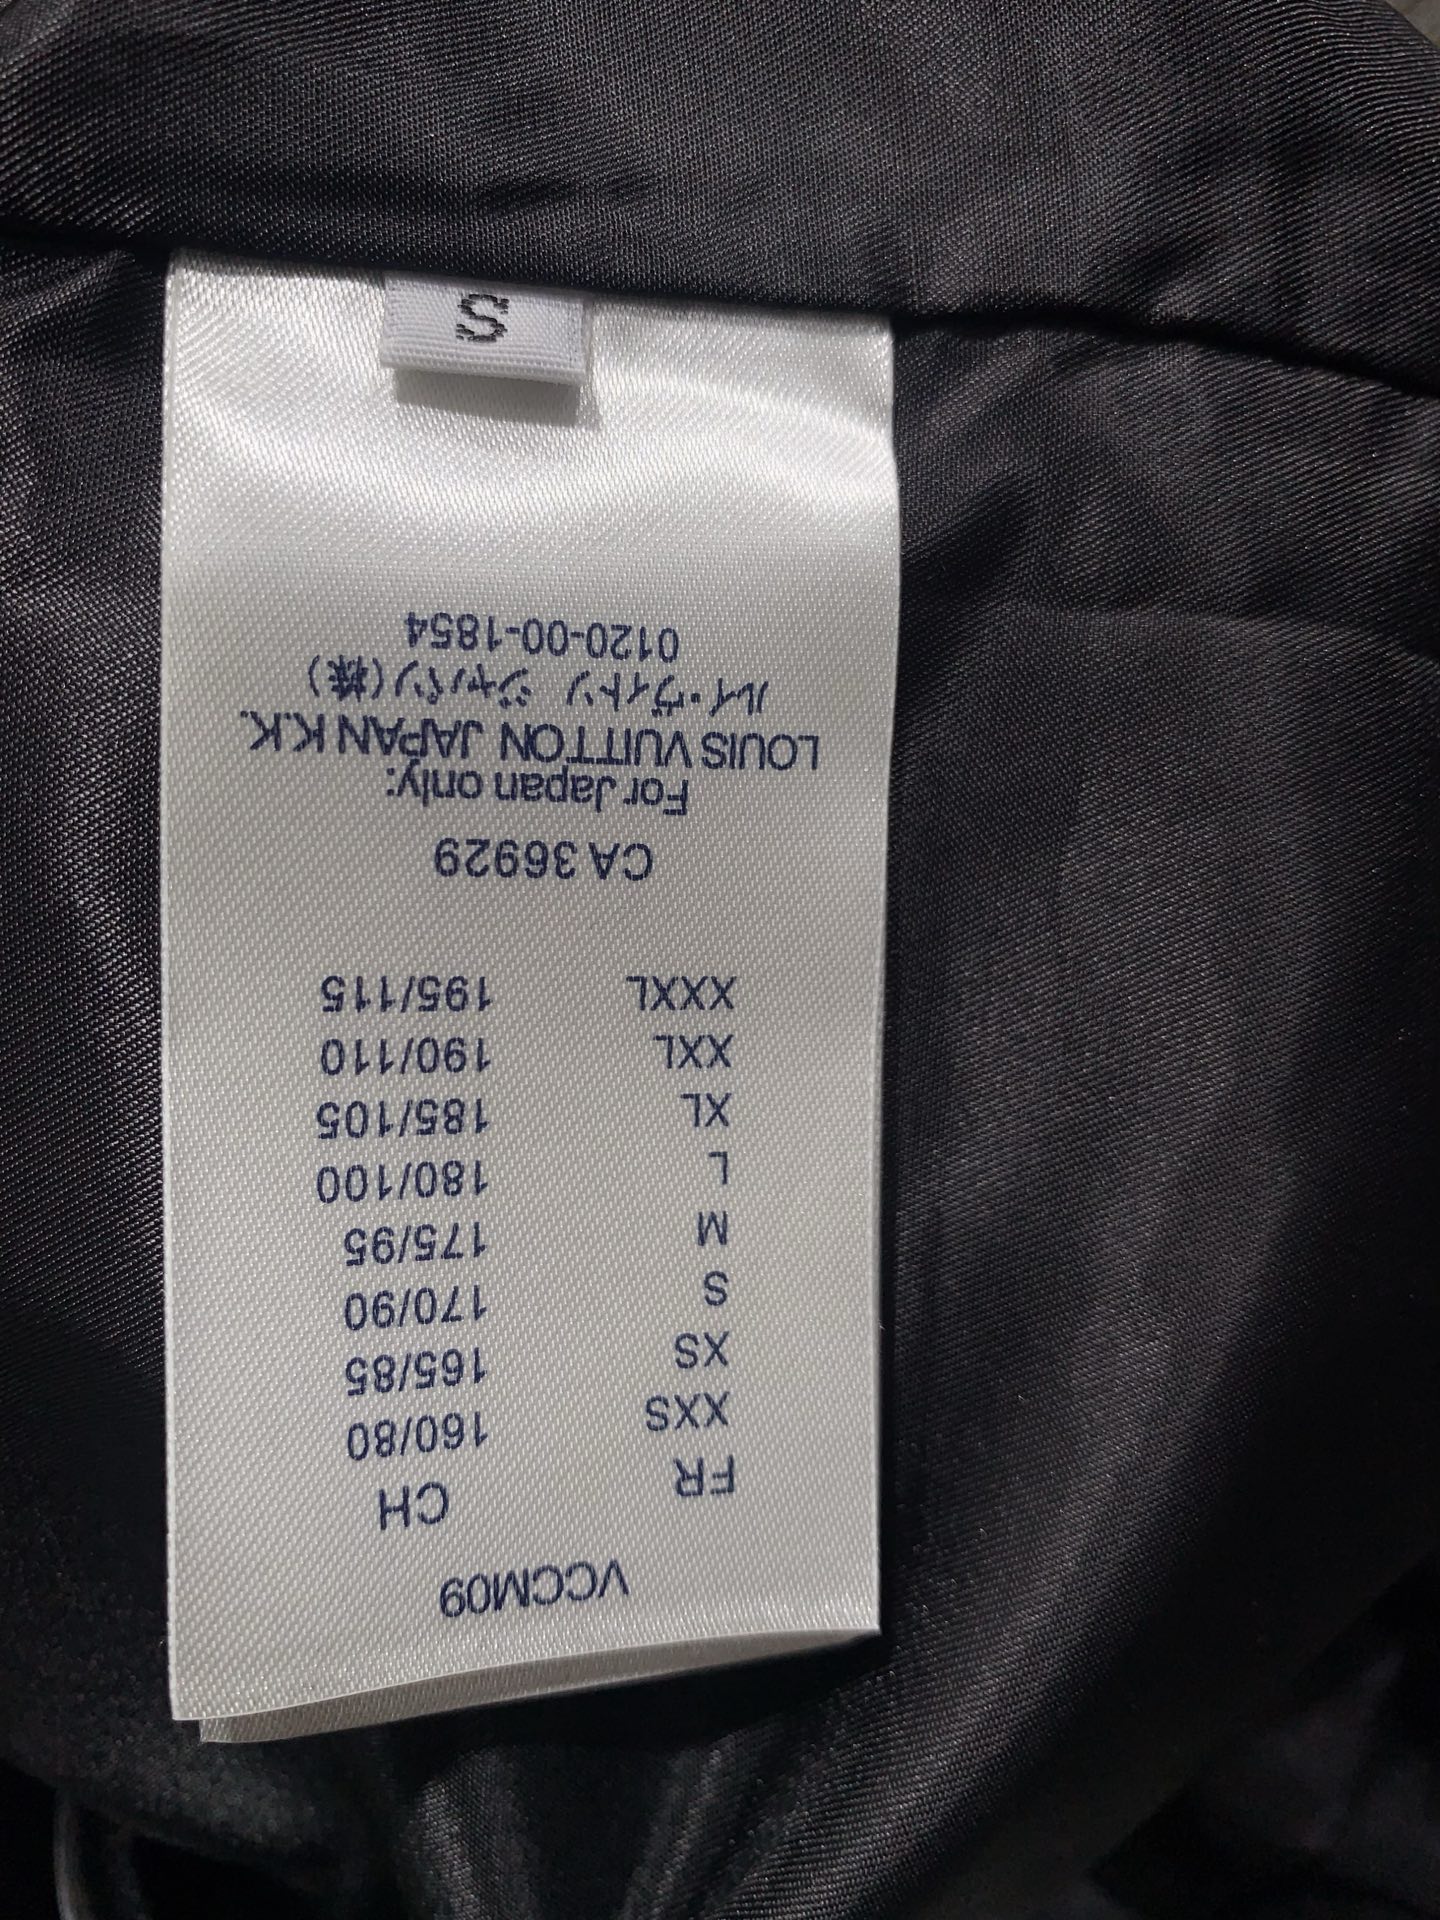 VCCM09
FR CH
XXS 160/80
XS 165/85
S 170/90
M 175/95
L 180/100
XL 185/105
XXL 190/110
XXXL 195/115
CA 36929
For Japan only:
LOUIS VUITTON JAPAN K.K.
ルイ・ヴィトン ジャパン(株)
0120-00-1854
S